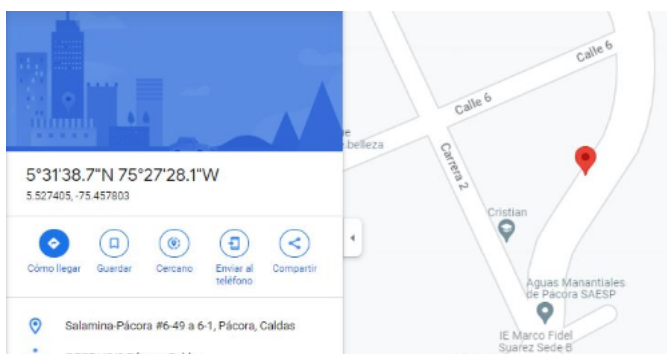 5°31'38.7"N 75°27'28.1"W
5.527405, -75.457803
Cómo llegar
Guardar
Cercano
Enviar al
teléfono
Compartir
Salamina-Pácora #6-49 a 6-1, Pácora, Caldas
Calle 6
Calle 6
belleza
Carrera 2
Cristian
Aguas Manantiales
de Pácora SAESP
IE Marco Fidel
Suarez Sede B